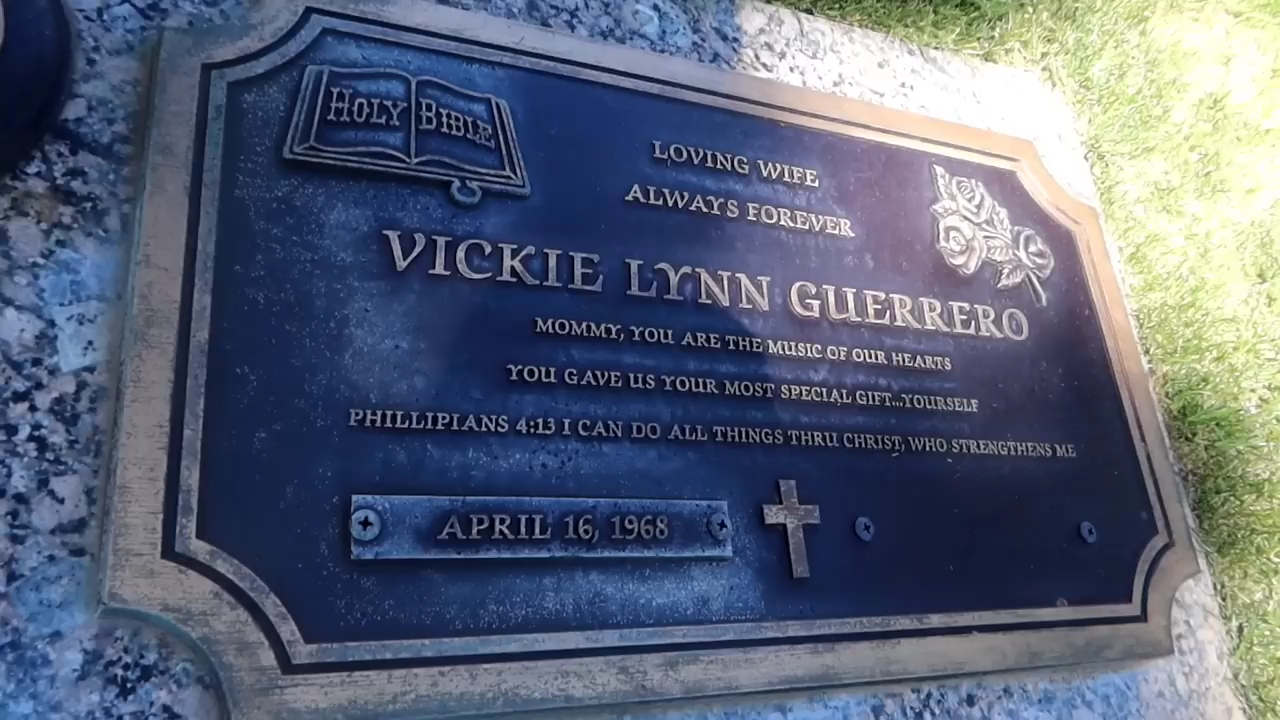 HOLY BIBLE
LOVING WIFE
ALWAYS FOREVER
VICKIE LYNN GUERRERO
MOMMY, YOU ARE THE MUSIC OF OUR HEARTS
YOU GAVE US YOUR MOST SPECIAL GIFT...YOURSELF
PHILLIPIANS 4:13 I CAN DO ALL THINGS THRU CHRIST, WHO STRENGTHENS ME
APRIL 16, 1968